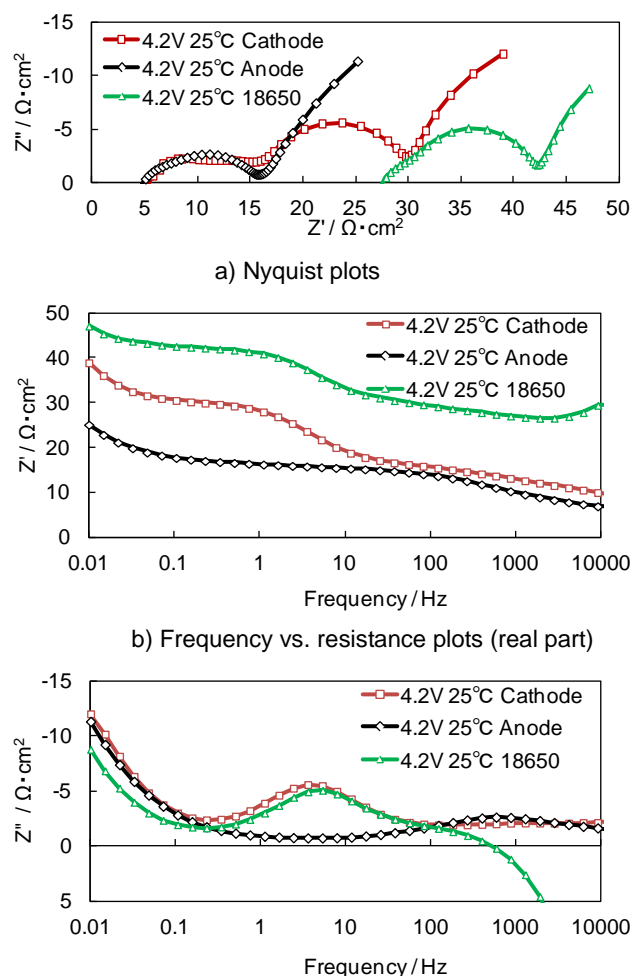 -15
-10
-5
0
Z'' / Ω・cm²
4.2V 25℃ Cathode
4.2V 25℃ Anode
4.2V 25℃ 18650
0 5 10 15 20 25 30 35 40 45 50
Z' / Ω・cm²
a) Nyquist plots
50
40
30
20
10
0
Z' / Ω・cm²
4.2V 25℃ Cathode
4.2V 25℃ Anode
4.2V 25℃ 18650
0.01 0.1 1 10 100 1000 10000
Frequency / Hz
b) Frequency vs. resistance plots (real part)
-15
-10
-5
0
5
Z'' / Ω・cm²
4.2V 25℃ Cathode
4.2V 25℃ Anode
4.2V 25℃ 18650
0.01 0.1 1 10 100 1000 10000
Frequency / Hz